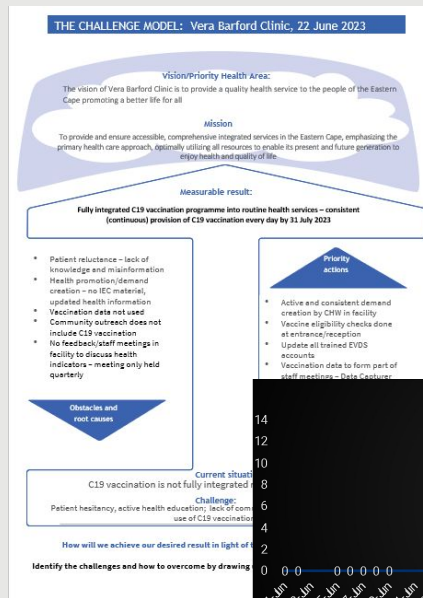 THE CHALLENGE MODEL: Vera Barford Clinic, 22 June 2023
Vision/Priority Health Area:
The vision of Vera Barford Clinic is to provide a quality health service to the people of the Eastern
Cape promoting a better life for all
Mission
To provide and ensure accessible, comprehensive integrated services in the Eastern Cape, emphasizing the
primary health care approach, optimally utilizing all resources to enable its present and future generation to
enjoy health and quality of life
Measurable result:
Fully integrated C19 vaccination programme into routine health services – consistent
(continuous) provision of C19 vaccination every day by 31 July 2023
• Patient reluctance – lack of
knowledge and misinformation
• Health promotion/demand
creation – no IEC material,
updated health information
• Vaccination data not used
• Community outreach does not
include C19 vaccination
• No feedback/staff meetings in
facility to discuss health
indicators – meeting only held
quarterly
Obstacles and
root causes
Priority
actions
• Active and consistent demand
creation by CHW in facility
• Vaccine eligibility checks done
at entrance/reception
• Update all trained EVDS
accounts
• Vaccination data to form part of
staff meetings – Data Capturer
Current situati
C19 vaccination is not fully integrated
Challenge:
Patient hesitancy, active health education; lack of com
use of C19 vaccination
How will we achieve our desired result in light of
Identify the challenges and how to overcome by drawing
14
12
10
8
6
4
2
0
0 0 0 0 0 0 0